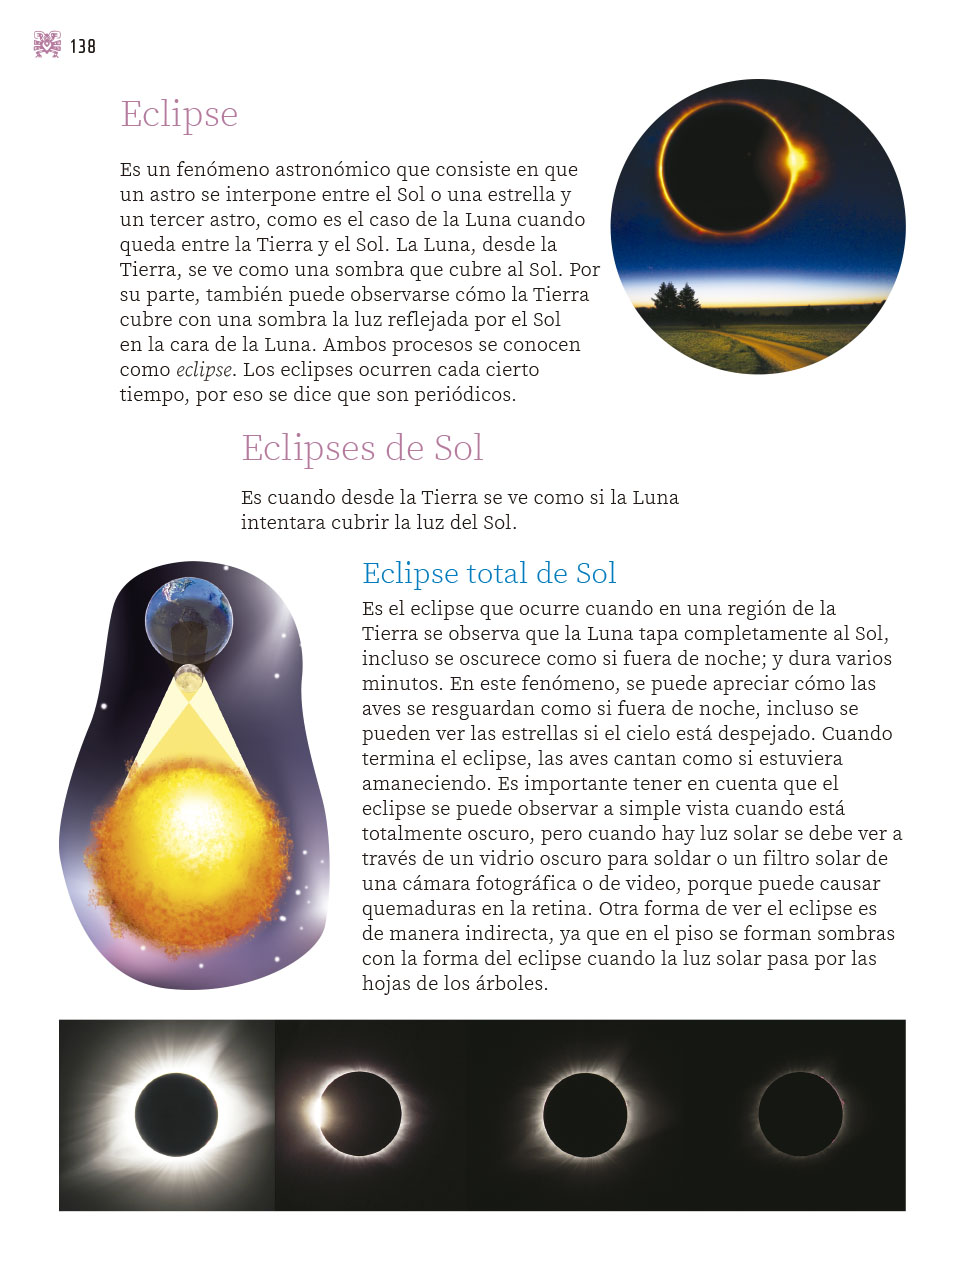 138
Eclipse
Es un fenómeno astronómico que consiste en que
un astro se interpone entre el Sol o una estrella y
un tercer astro, como es el caso de la Luna cuando
queda entre la Tierra y el Sol. La Luna, desde la
Tierra, se ve como una sombra que cubre al Sol. Por
su parte, también puede observarse cómo la Tierra
cubre con una sombra la luz reflejada por el Sol
en la cara de la Luna. Ambos procesos se conocen
como eclipse. Los eclipses ocurren cada cierto
tiempo, por eso se dice que son periódicos.
Eclipses de Sol
Es cuando desde la Tierra se ve como si la Luna
intentara cubrir la luz del Sol.
Eclipse total de Sol
Es el eclipse que ocurre cuando en una región de la
Tierra se observa que la Luna tapa completamente al Sol,
incluso se oscurece como si fuera de noche; y dura varios
minutos. En este fenómeno, se puede apreciar cómo las
aves se resguardan como si fuera de noche, incluso se
pueden ver las estrellas si el cielo está despejado. Cuando
termina el eclipse, las aves cantan como si estuviera
amaneciendo. Es importante tener en cuenta que el
eclipse se puede observar a simple vista cuando está
totalmente oscuro, pero cuando hay luz solar se debe ver a
través de un vidrio oscuro para soldar o un filtro solar de
una cámara fotográfica o de video, porque puede causar
quemaduras en la retina. Otra forma de ver el eclipse es
de manera indirecta, ya que en el piso se forman sombras
con la forma del eclipse cuando la luz solar pasa por las
hojas de los árboles.